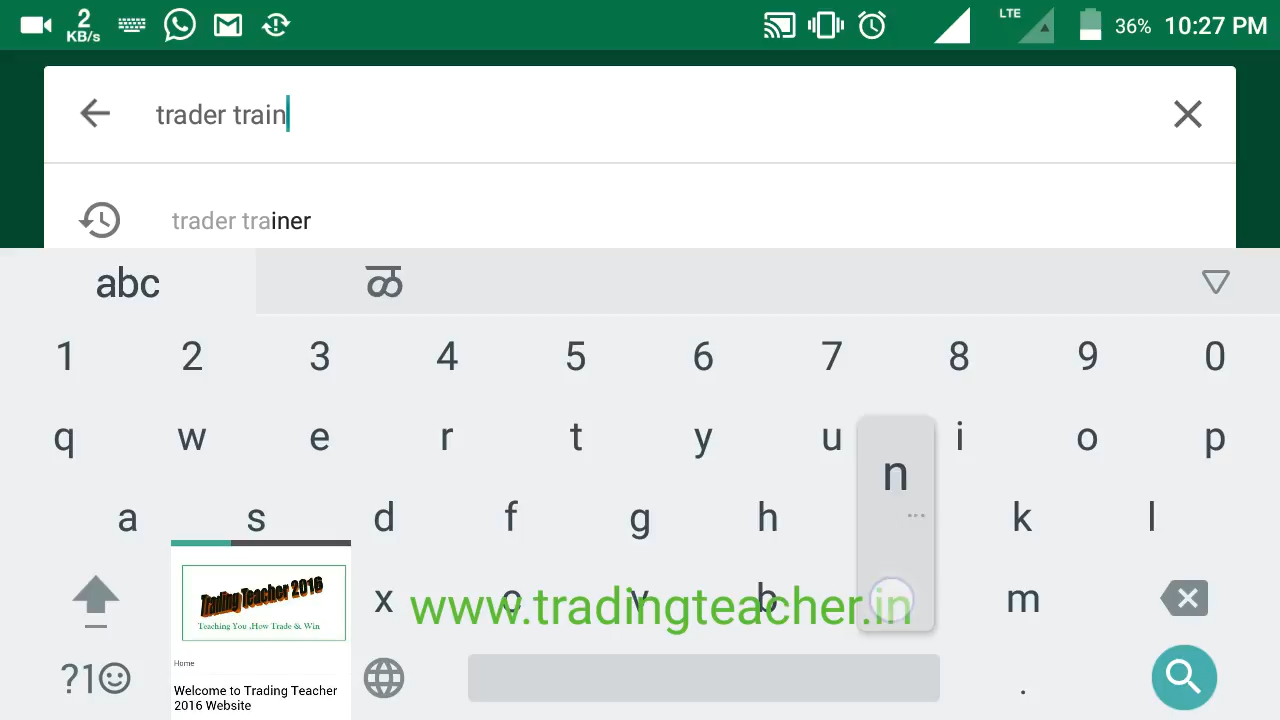 2
KB/s
LTE
36% 10:27 PM
trader train
trader trainer
abc
1 2 3 4 5 6 7 8 9 0
q w e r t y u i o p
n
a s d f g h k l
x c v b m
www.tradingteacher.in
?1
.
Trading Teacher 2016
Teaching You ,How Trade & Win
Home
Welcome to Trading Teacher
2016 Website